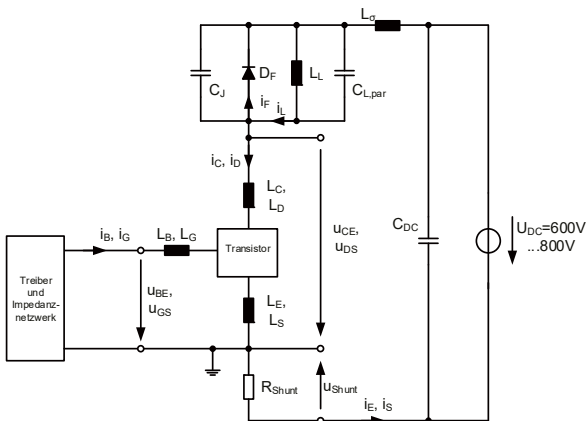 Lσ
CJ
DF
LL
CL,par
iF
iL
iC, iD
LC,
LD
uCE,
uDS
CDC
UDC=600V
...800V
iB, iG
LB, LG
Transistor
Treiber
und
Impedanz-
netzwerk
uBE,
uGS
LE,
LS
RShunt
uShunt
iE, iS